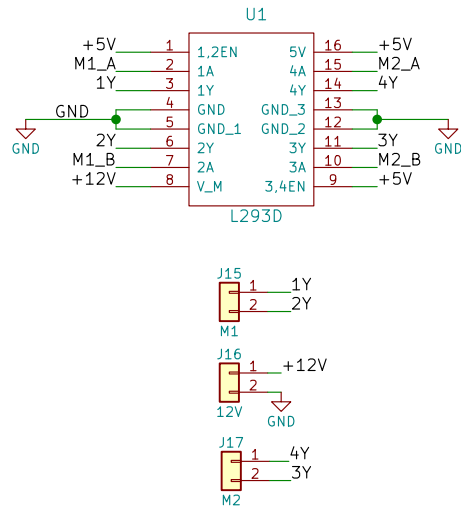 U1
+5V 1 1,2EN 5V 16 +5V
M1_A 2 1A 4A 15 M2_A
1Y 3 1Y 4Y 14 4Y
GND 4 GND GND_3 13
GND 5 GND_1 GND_2 12 GND
2Y 6 2Y 3Y 11 3Y
M1_B 7 2A 3A 10 M2_B
+12V 8 V_M 3,4EN 9 +5V
L293D
J15
1 1Y
2 2Y
M1
J16
1 +12V
2
12V GND
J17
1 4Y
2 3Y
M2